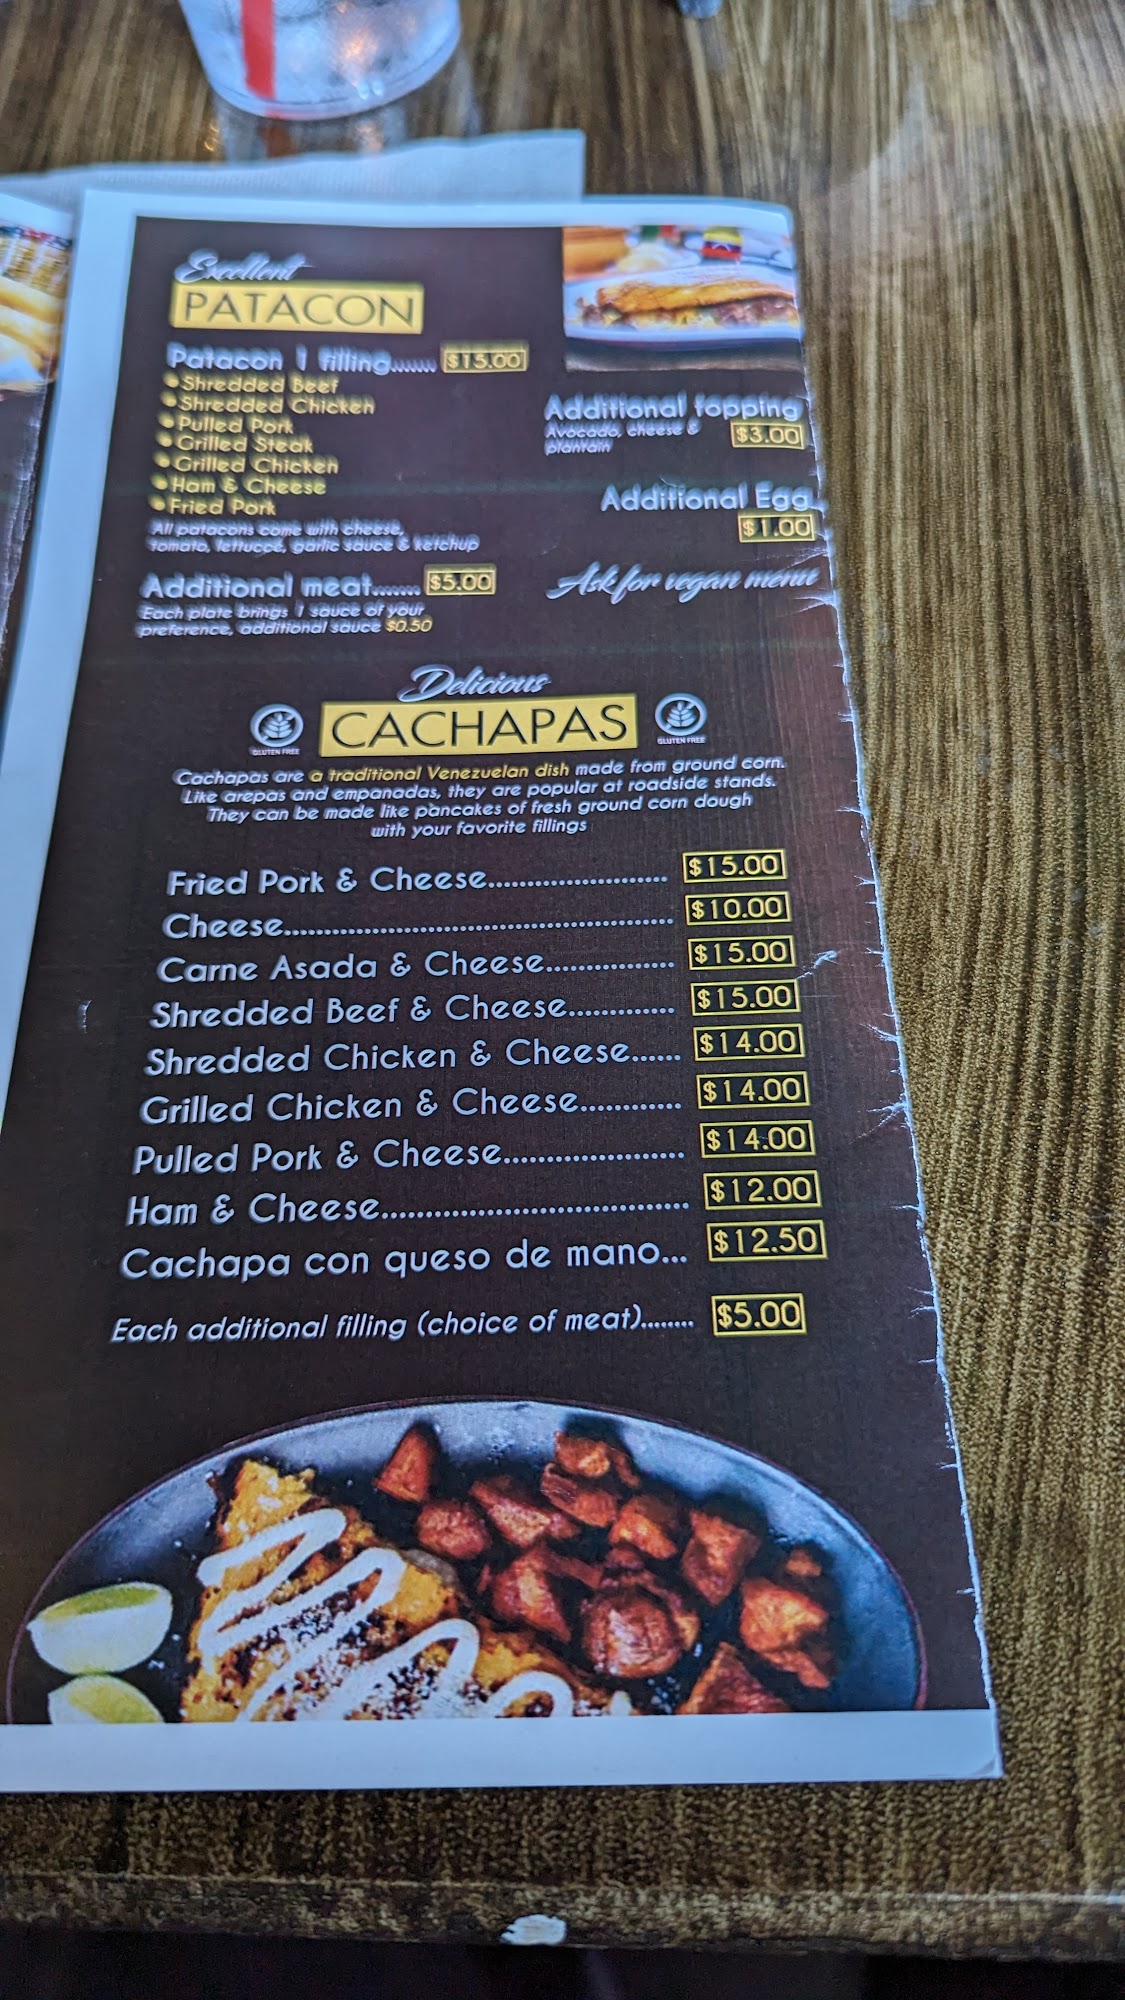 Excellent
PATACON
Patacon 1 filling....... $15.00
• Shredded Beef
• Shredded Chicken
• Pulled Pork
• Grilled Steak
• Grilled Chicken
• Ham & Cheese
• Fried Pork
All patacons come with cheese,
tomato, lettucce, garlic sauce & ketchup
Additional meat....... $5.00
Each plate brings 1 sauce of your
preference, additional sauce $0.50
Additional topping
Avocado, cheese & $3.00
plantain
Additional Egg
$1.00
Ask for vegan menu
Delicious
CACHAPAS
GLUTEN FREE
GLUTEN FREE
Cachapas are a traditional Venezuelan dish made from ground corn.
Like arepas and empanadas, they are popular at roadside stands.
They can be made like pancakes of fresh ground corn dough
with your favorite fillings
Fried Pork & Cheese.......................... $15.00
Cheese........................................................ $10.00
Carne Asada & Cheese................ $15.00
Shredded Beef & Cheese............. $15.00
Shredded Chicken & Cheese...... $14.00
Grilled Chicken & Cheese............ $14.00
Pulled Pork & Cheese...................... $14.00
Ham & Cheese.................................. $12.00
Cachapa con queso de mano... $12.50
Each additional filling (choice of meat)........ $5.00